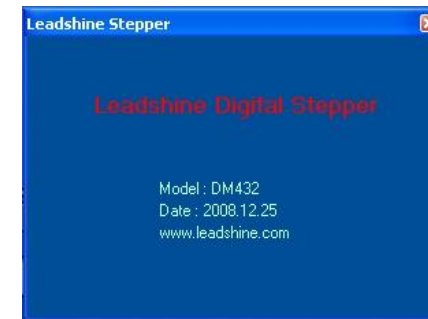 Leadshine Stepper
Leadshine Digital Stepper
Model : DM432
Date : 2008.12.25
www.leadshine.com